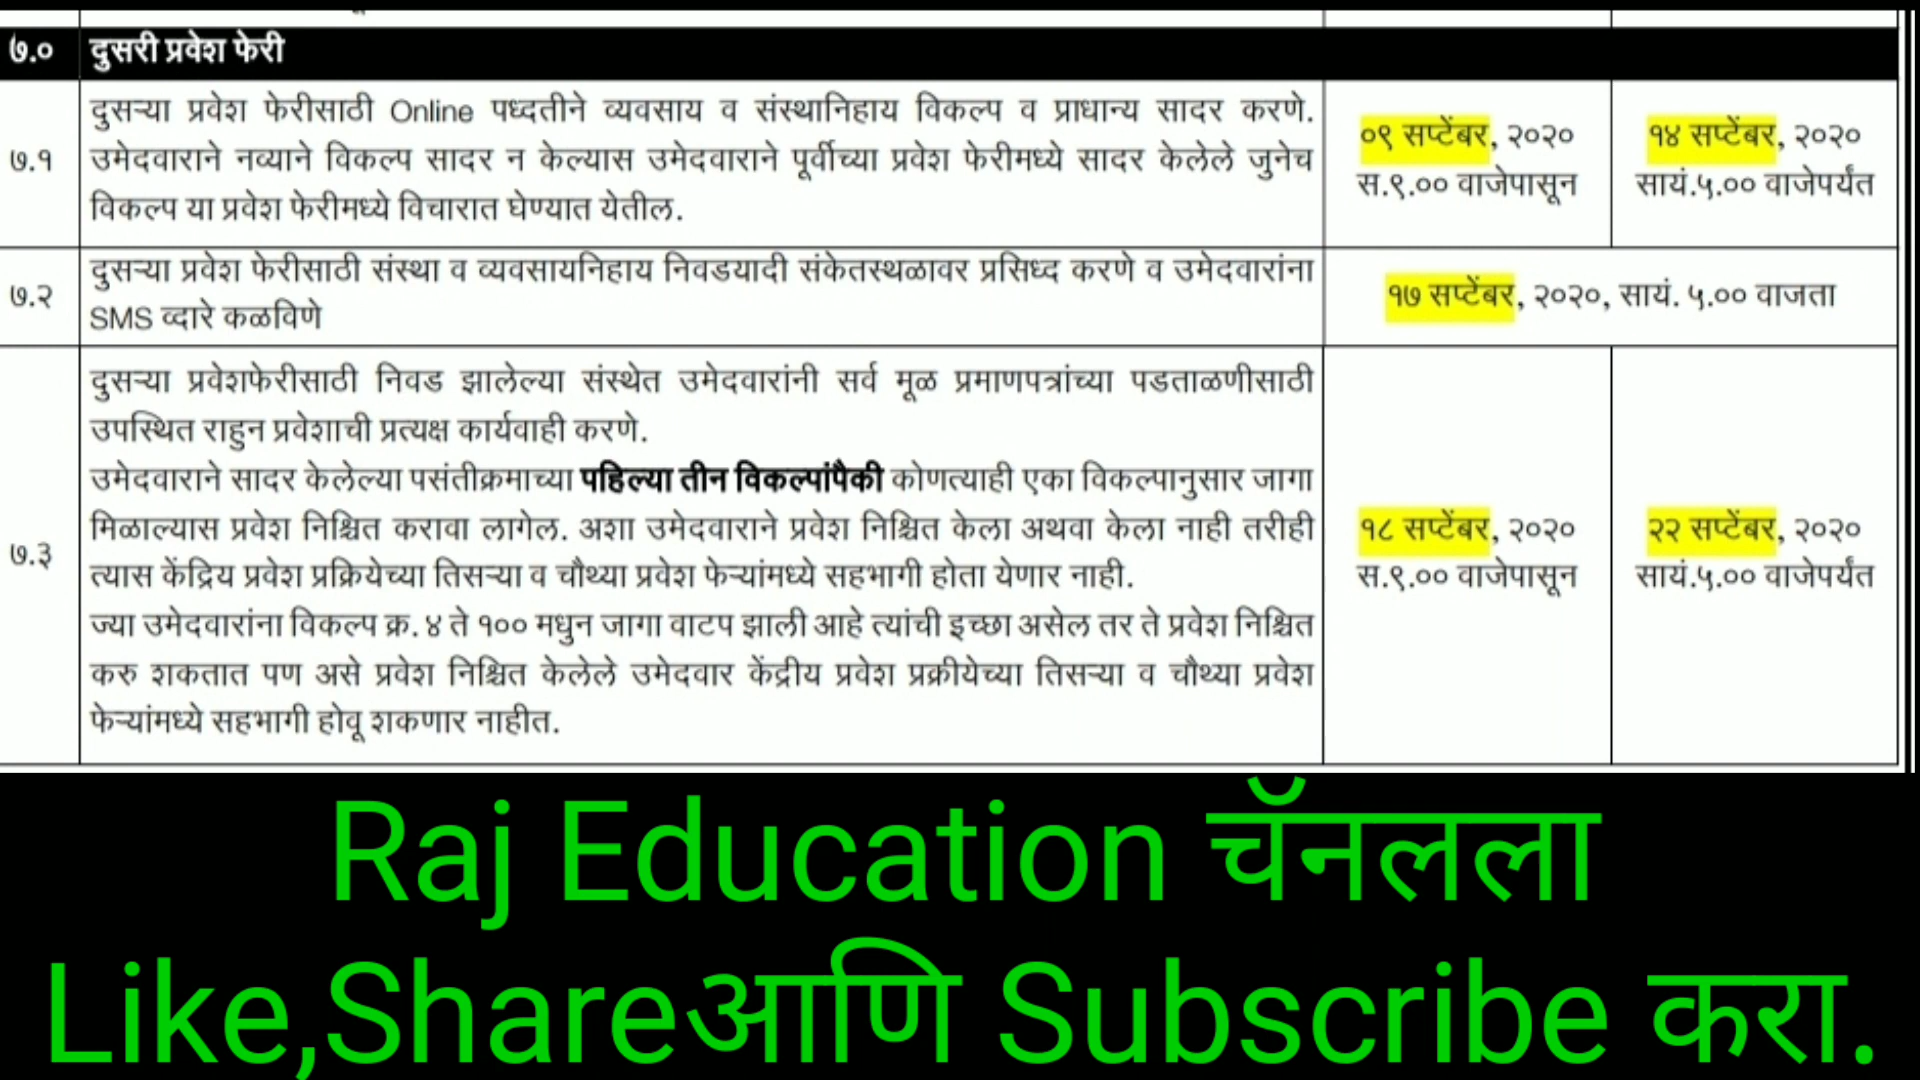 ७.० दुसरी प्रवेश फेरी
दुसऱ्या प्रवेश फेरीसाठी Online पध्दतीने व्यवसाय व संस्थानिहाय विकल्प व प्राधान्य सादर करणे.
७.१ उमेदवाराने नव्याने विकल्प सादर न केल्यास उमेदवाराने पूर्वीच्या प्रवेश फेरीमध्ये सादर केलेले जुनेच
विकल्प या प्रवेश फेरीमध्ये विचारात घेण्यात येतील.
०९ सप्टेंबर, २०२०
स.९.०० वाजेपासून
१४ सप्टेंबर, २०२०
सायं.५.०० वाजेपर्यंत
७.२
दुसऱ्या प्रवेश फेरीसाठी संस्था व व्यवसायनिहाय निवडयादी संकेतस्थळावर प्रसिध्द करणे व उमेदवारांना
SMS व्दारे कळविणे
१७ सप्टेंबर, २०२०, सायं. ५.०० वाजता
७.३
दुसऱ्या प्रवेशफेरीसाठी निवड झालेल्या संस्थेत उमेदवारांनी सर्व मूळ प्रमाणपत्रांच्या पडताळणीसाठी
उपस्थित राहुन प्रवेशाची प्रत्यक्ष कार्यवाही करणे.
उमेदवाराने सादर केलेल्या पसंतीक्रमाच्या पहिल्या तीन विकल्पांपैकी कोणत्याही एका विकल्पानुसार जागा
मिळाल्यास प्रवेश निश्चित करावा लागेल. अशा उमेदवाराने प्रवेश निश्चित केला अथवा केला नाही तरीही
त्यास केंद्रिय प्रवेश प्रक्रियेच्या तिसऱ्या व चौथ्या प्रवेश फेऱ्यांमध्ये सहभागी होता येणार नाही.
ज्या उमेदवारांना विकल्प क्र. ४ ते १०० मधुन जागा वाटप झाली आहे त्यांची इच्छा असेल तर ते प्रवेश निश्चित
करु शकतात पण असे प्रवेश निश्चित केलेले उमेदवार केंद्रीय प्रवेश प्रक्रीयेच्या तिसऱ्या व चौथ्या प्रवेश
फेऱ्यांमध्ये सहभागी होवू शकणार नाहीत.
१८ सप्टेंबर, २०२०
स.९.०० वाजेपासून
२२ सप्टेंबर, २०२०
सायं.५.०० वाजेपर्यंत
Raj Education चॅनलला
Like,Shareआणि Subscribe करा.